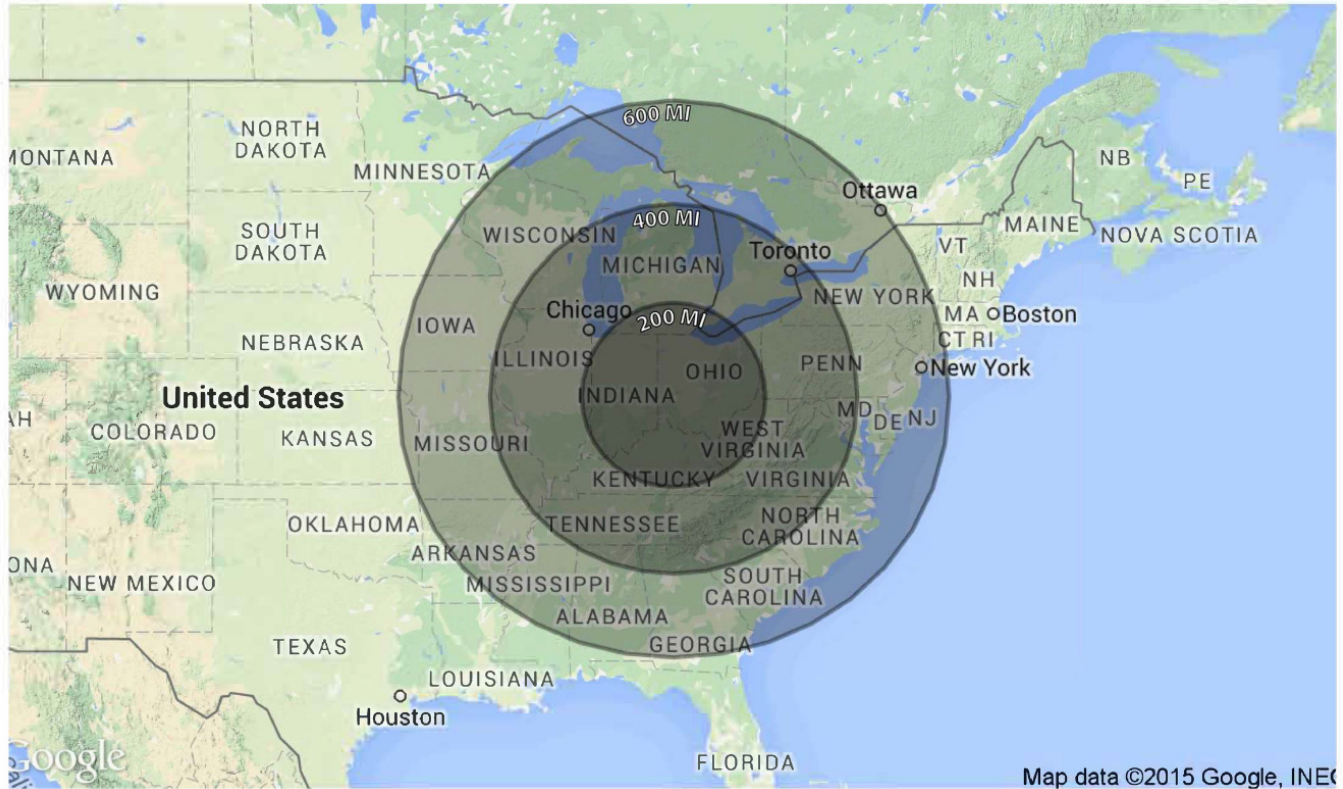 600 MI
NORTH
DAKOTA
MONTANA
MINNESOTA
NB
PE
Ottawa
400 MI
MAINE
NOVA SCOTIA
SOUTH
DAKOTA
WISCONSIN
VT
Toronto
MICHIGAN
NH
WYOMING
NEW YORK
Chicago
MA
Boston
200 MI
IOWA
NEBRASKA
CT RI
ILLINOIS
OHIO
PENN
New York
United States
INDIANA
AH
COLORADO
KANSAS
MD
DE
NJ
MISSOURI
WEST
VIRGINIA
KENTUCKY
VIRGINIA
OKLAHOMA
TENNESSEE
NORTH
CAROLINA
ARKANSAS
ONA
NEW MEXICO
MISSISSIPPI
SOUTH
CAROLINA
ALABAMA
TEXAS
GEORGIA
LOUISIANA
Houston
Google
FLORIDA
Map data ©2015 Google, INEG